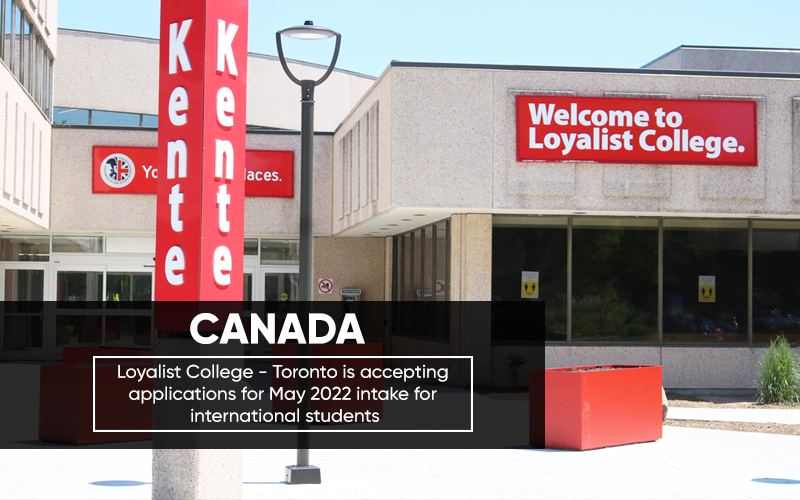 Kente
Kente
Welcome to
Loyalist College.
Yo
laces.
CANADA
Loyalist College - Toronto is accepting
applications for May 2022 intake for
international students